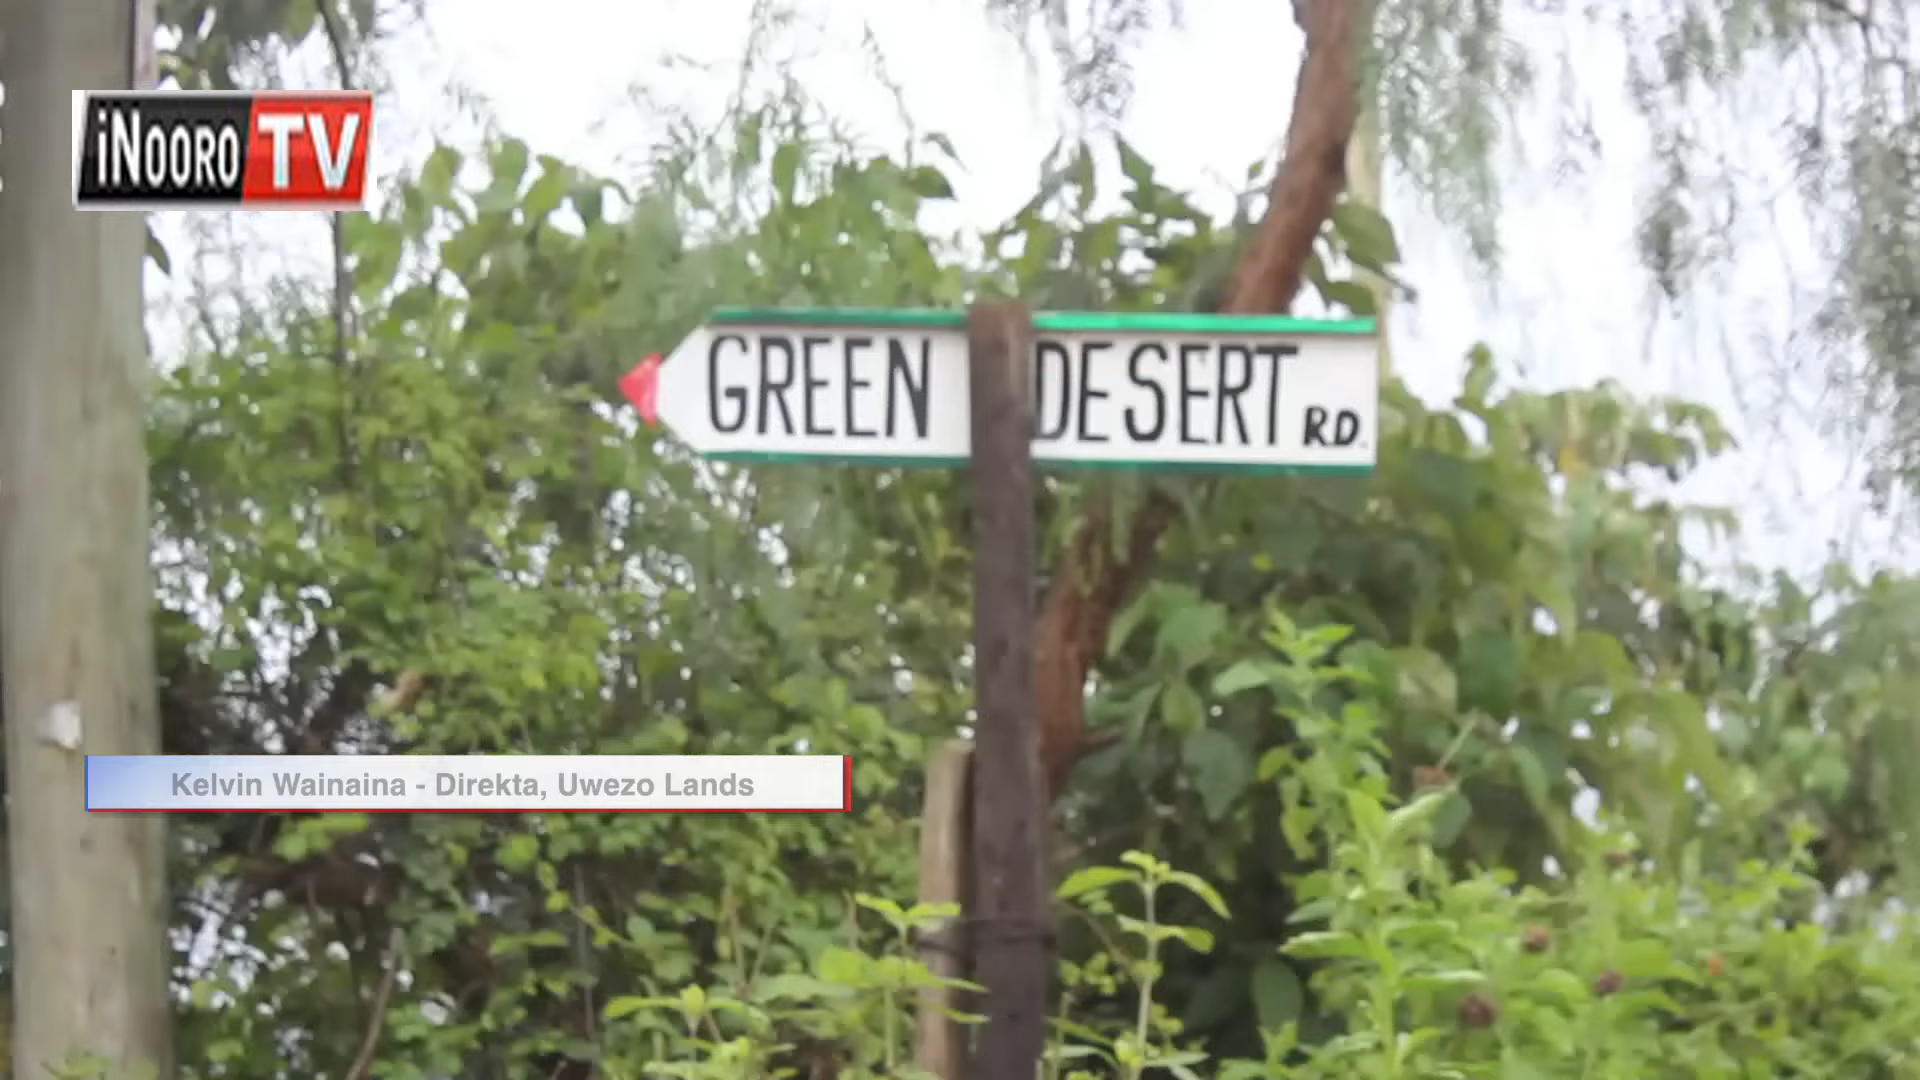 iNOORO TV
GREEN DESERT RD.
Kelvin Wainaina - Direkta, Uwezo Lands